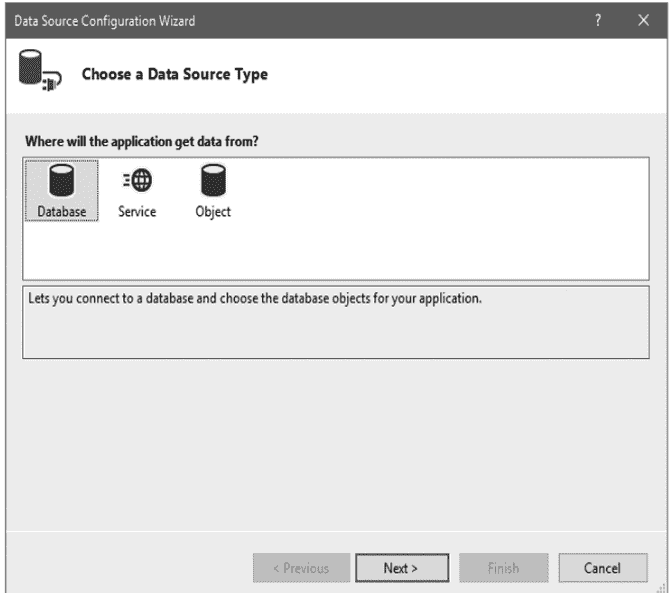 Data Source Configuration Wizard ?
Choose a Data Source Type
Where will the application get data from?
Database Service Object
Lets you connect to a database and choose the database objects for your application.
< Previous Next > Finish Cancel